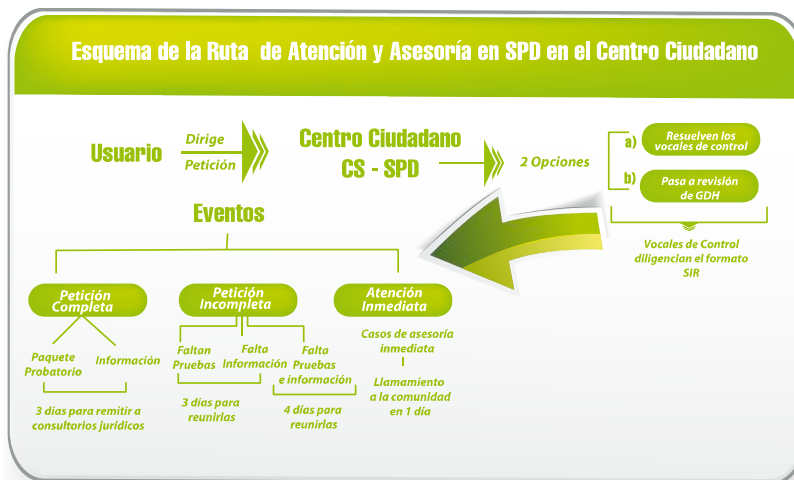 Esquema de la Ruta de Atención y Asesoría en SPD en el Centro Ciudadano
Usuario
Dirige
Petición
Centro Ciudadano
CS - SPD
2 Opciones
a)
Resuelven los
vocales de control
b)
Pasa a revisión
de GDH
Vocales de Control
diligencian el formato
SIR
Eventos
Petición
Completa
Paquete
Probatorio
Información
3 días para remitir a
consultorios jurídicos
Petición
Incompleta
Faltan
Pruebas
Falta
Información
Falta
Pruebas
e información
3 días para
reunirlas
4 días para
reunirlas
Atención
Inmediata
Casos de asesoría
inmediata
Llamamiento
a la comunidad
en 1 día